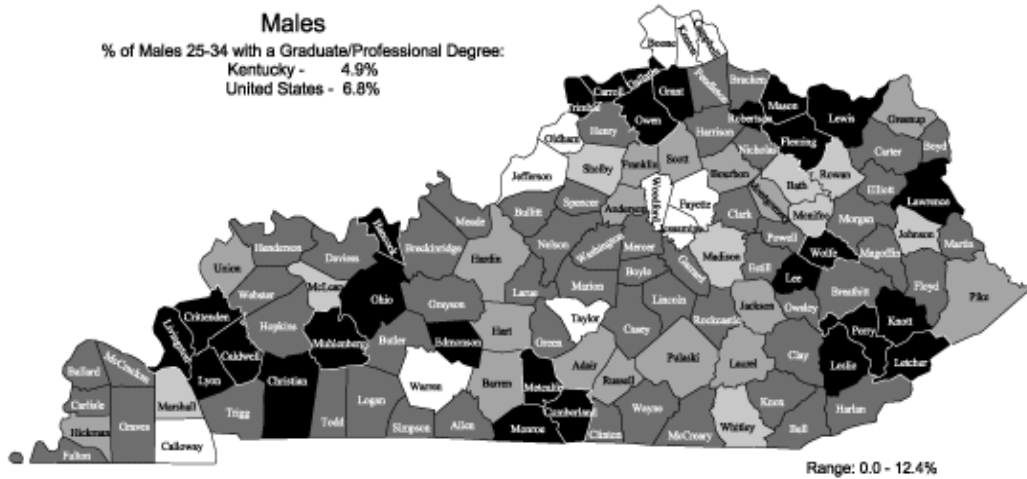 Males
% of Males 25-34 with a Graduate/Professional Degree:
Kentucky - 4.9%
United States - 6.8%
Boone
Kenton
Campbell
Gallatin
Carroll
Trimble
Grant
Owen
Pendleton
Bracken
Mason
Robertson
Lewis
Fleming
Greenup
Oldham
Henry
Harrison
Nicholas
Carter
Boyd
Jefferson
Shelby
Franklin
Scott
Bourbon
Bath
Rowan
Elliott
Lawrence
Spencer
Anderson
Woodford
Fayette
Montgomery
Menifee
Morgan
Johnson
Martin
Meade
Bullitt
Jessamine
Clark
Powell
Wolfe
Magoffin
Hancock
Breckinridge
Nelson
Washington
Mercer
Garrard
Madison
Estill
Lee
Floyd
Pike
Henderson
Daviess
Hardin
Union
Webster
McLean
Ohio
Grayson
Larue
Marion
Boyle
Lincoln
Rockcastle
Jackson
Owsley
Breathitt
Knott
Crittenden
Livingston
Hopkins
Muhlenberg
Butler
Edmonson
Hart
Green
Taylor
Casey
Perry
Letcher
Leslie
Caldwell
Lyon
Christian
Warren
Barren
Metcalfe
Adair
Russell
Pulaski
Laurel
Clay
Ballard
McCracken
Carlisle
Marshall
Hickman
Graves
Fulton
Calloway
Trigg
Todd
Logan
Simpson
Allen
Monroe
Cumberland
Clinton
Wayne
McCreary
Whitley
Knox
Bell
Harlan
Range: 0.0 - 12.4%